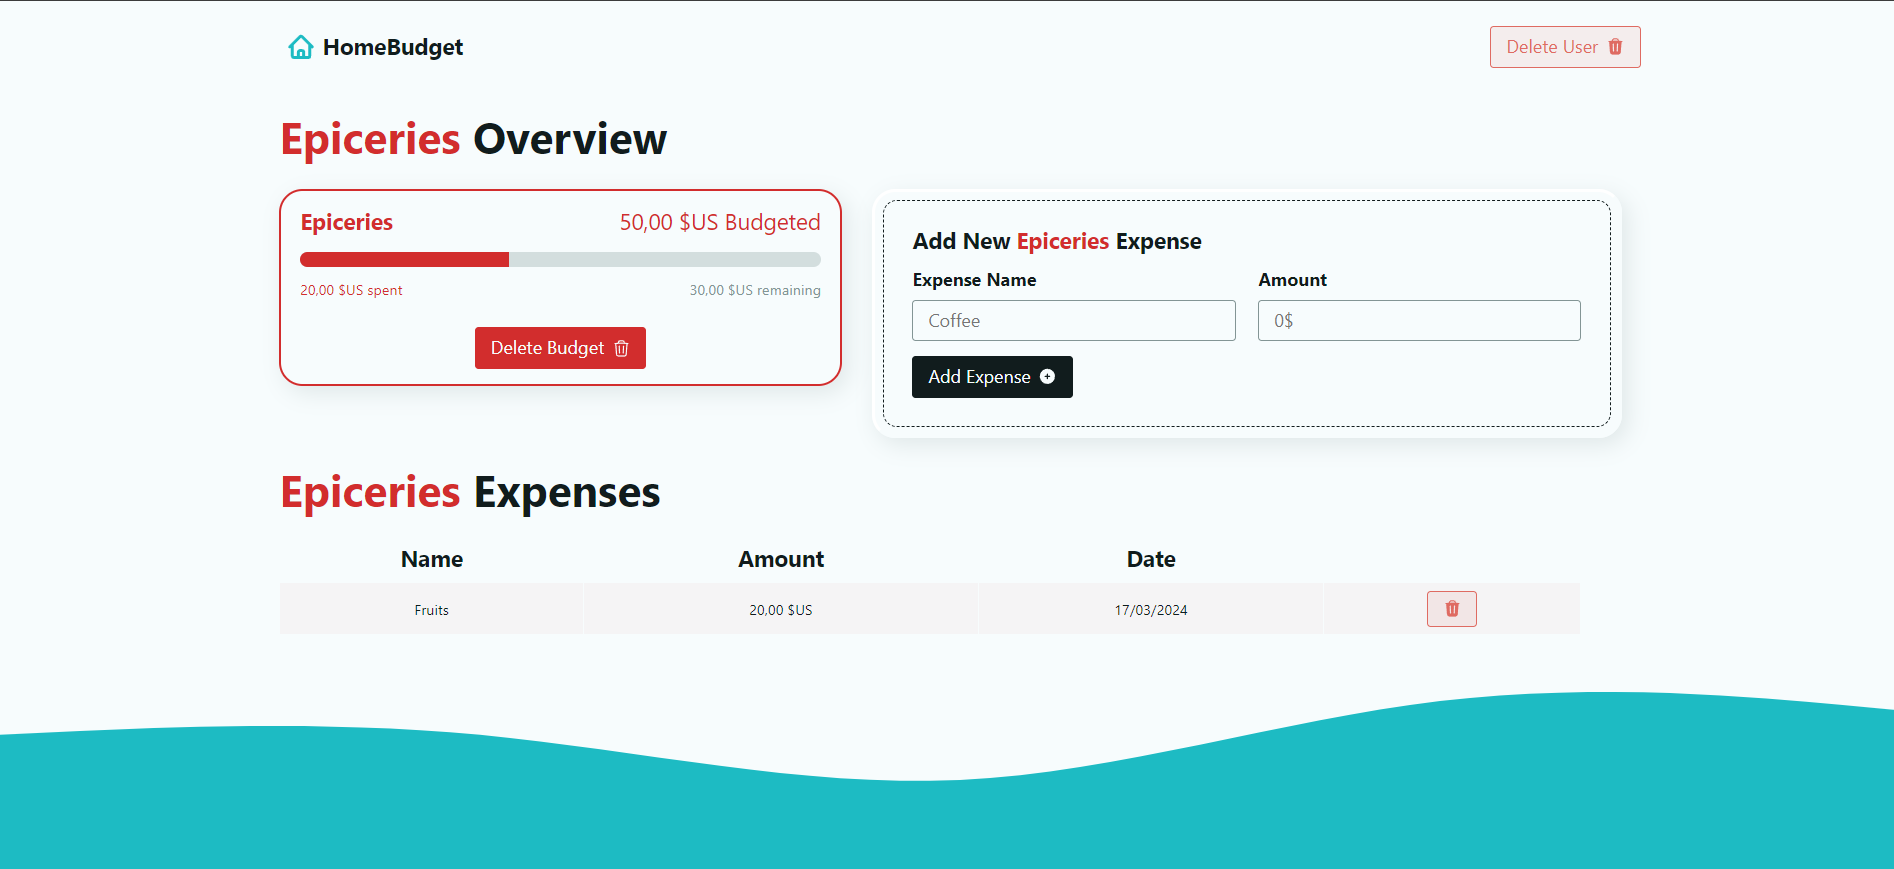 HomeBudget
Delete User
Epiceries Overview
Epiceries
50,00 $US Budgeted
20,00 $US spent
30,00 $US remaining
Delete Budget
Add New Epiceries Expense
Expense Name
Amount
Coffee
0$
Add Expense
Epiceries Expenses
Name Amount Date
Fruits 20,00 $US 17/03/2024